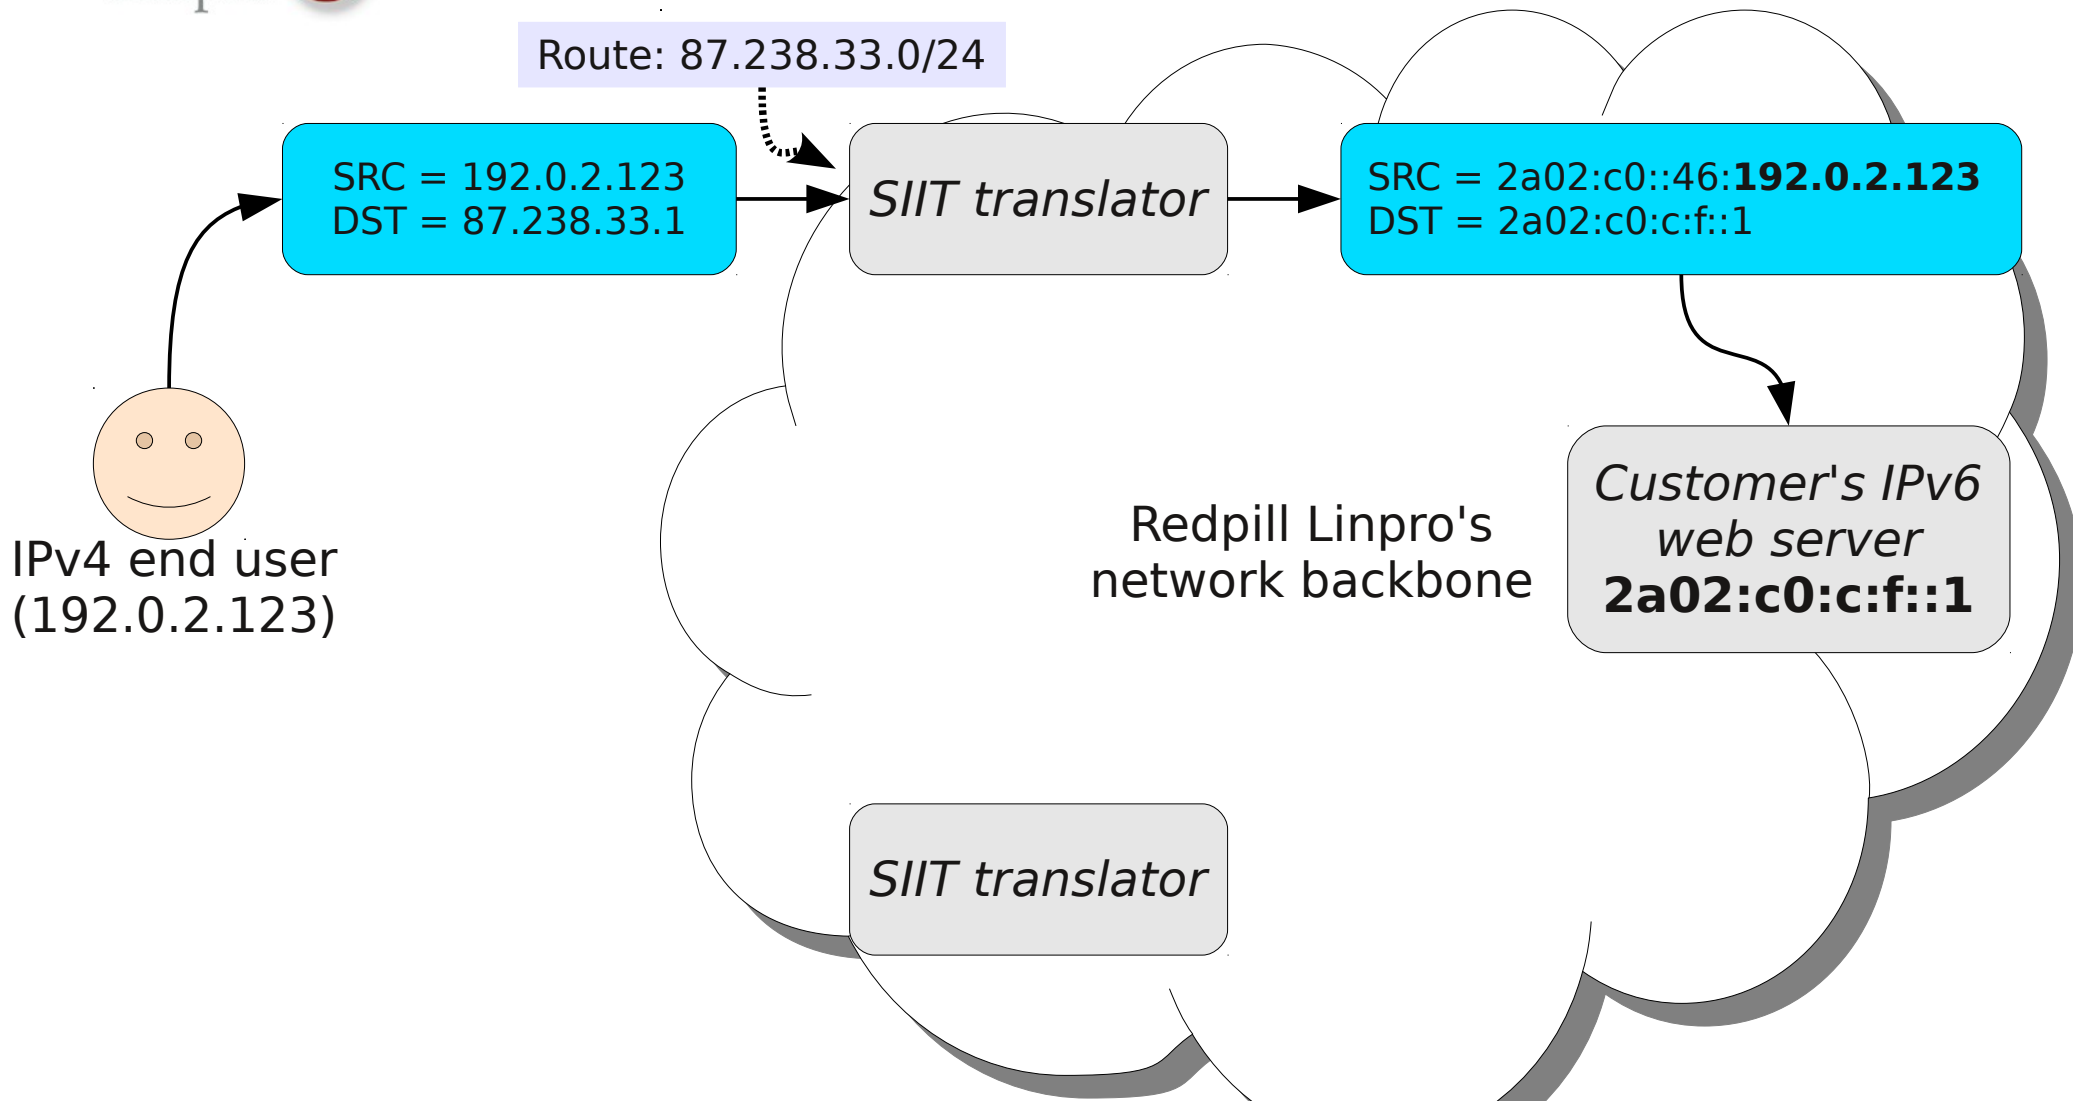 Route: 87.238.33.0/24
SRC = 192.0.2.123
DST = 87.238.33.1
SIIT translator
SRC = 2a02:c0::46:192.0.2.123
DST = 2a02:c0:c:f::1
IPv4 end user
(192.0.2.123)
Redpill Linpro's
network backbone
Customer's IPv6
web server
2a02:c0:c:f::1
SIIT translator